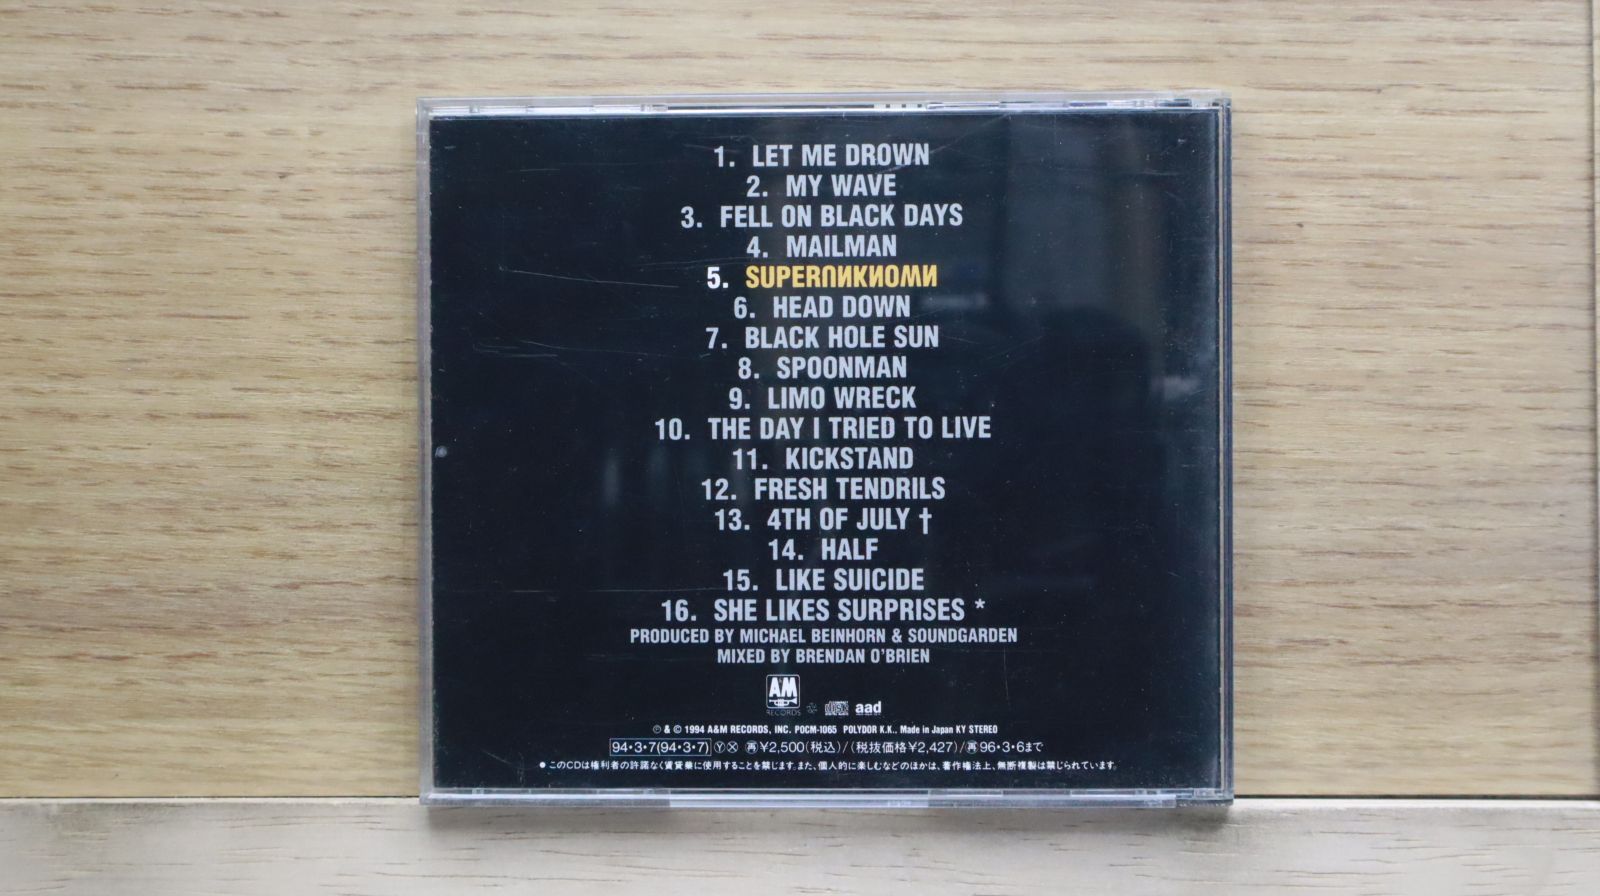 1. LET ME DROWN
2. MY WAVE
3. FELL ON BLACK DAYS
4. MAILMAN
5. SUPERUNKNOWN
6. HEAD DOWN
7. BLACK HOLE SUN
8. SPOONMAN
9. LIMO WRECK
10. THE DAY I TRIED TO LIVE
11. KICKSTAND
12. FRESH TENDRILS
13. 4TH OF JULY †
14. HALF
15. LIKE SUICIDE
16. SHE LIKES SURPRISES *
PRODUCED BY MICHAEL BEINHORN & SOUNDGARDEN
MIXED BY BRENDAN O'BRIEN
A&M
RECORDS
aad
℗ & © 1994 A&M RECORDS, INC. POCM-1065 POLYDOR K.K.. Made in Japan KY STEREO
94・3・7(94・3・7) Ⓨ Ⓧ ㊢¥2,500(税込)/(税抜価格¥2,427)/㊢96・3・6まで
● このCDは権利者の許諾なく賃貸業に使用することを禁じます。また、個人的に楽しむなどのほかは、著作権法上、無断複製は禁じられています。